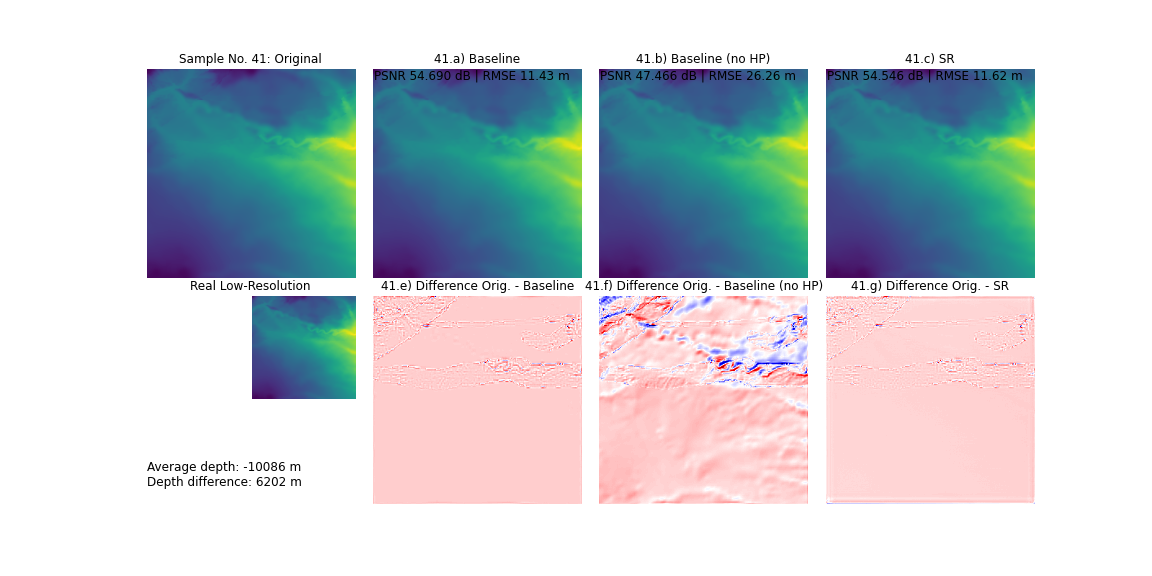 Sample No. 41: Original
41.a) Baseline
41.b) Baseline (no HP)
41.c) SR
PSNR 54.690 dB | RMSE 11.43 m
PSNR 47.466 dB | RMSE 26.26 m
PSNR 54.546 dB | RMSE 11.62 m
Real Low-Resolution
41.e) Difference Orig. - Baseline
41.f) Difference Orig. - Baseline (no HP)
41.g) Difference Orig. - SR
Average depth: -10086 m
Depth difference: 6202 m